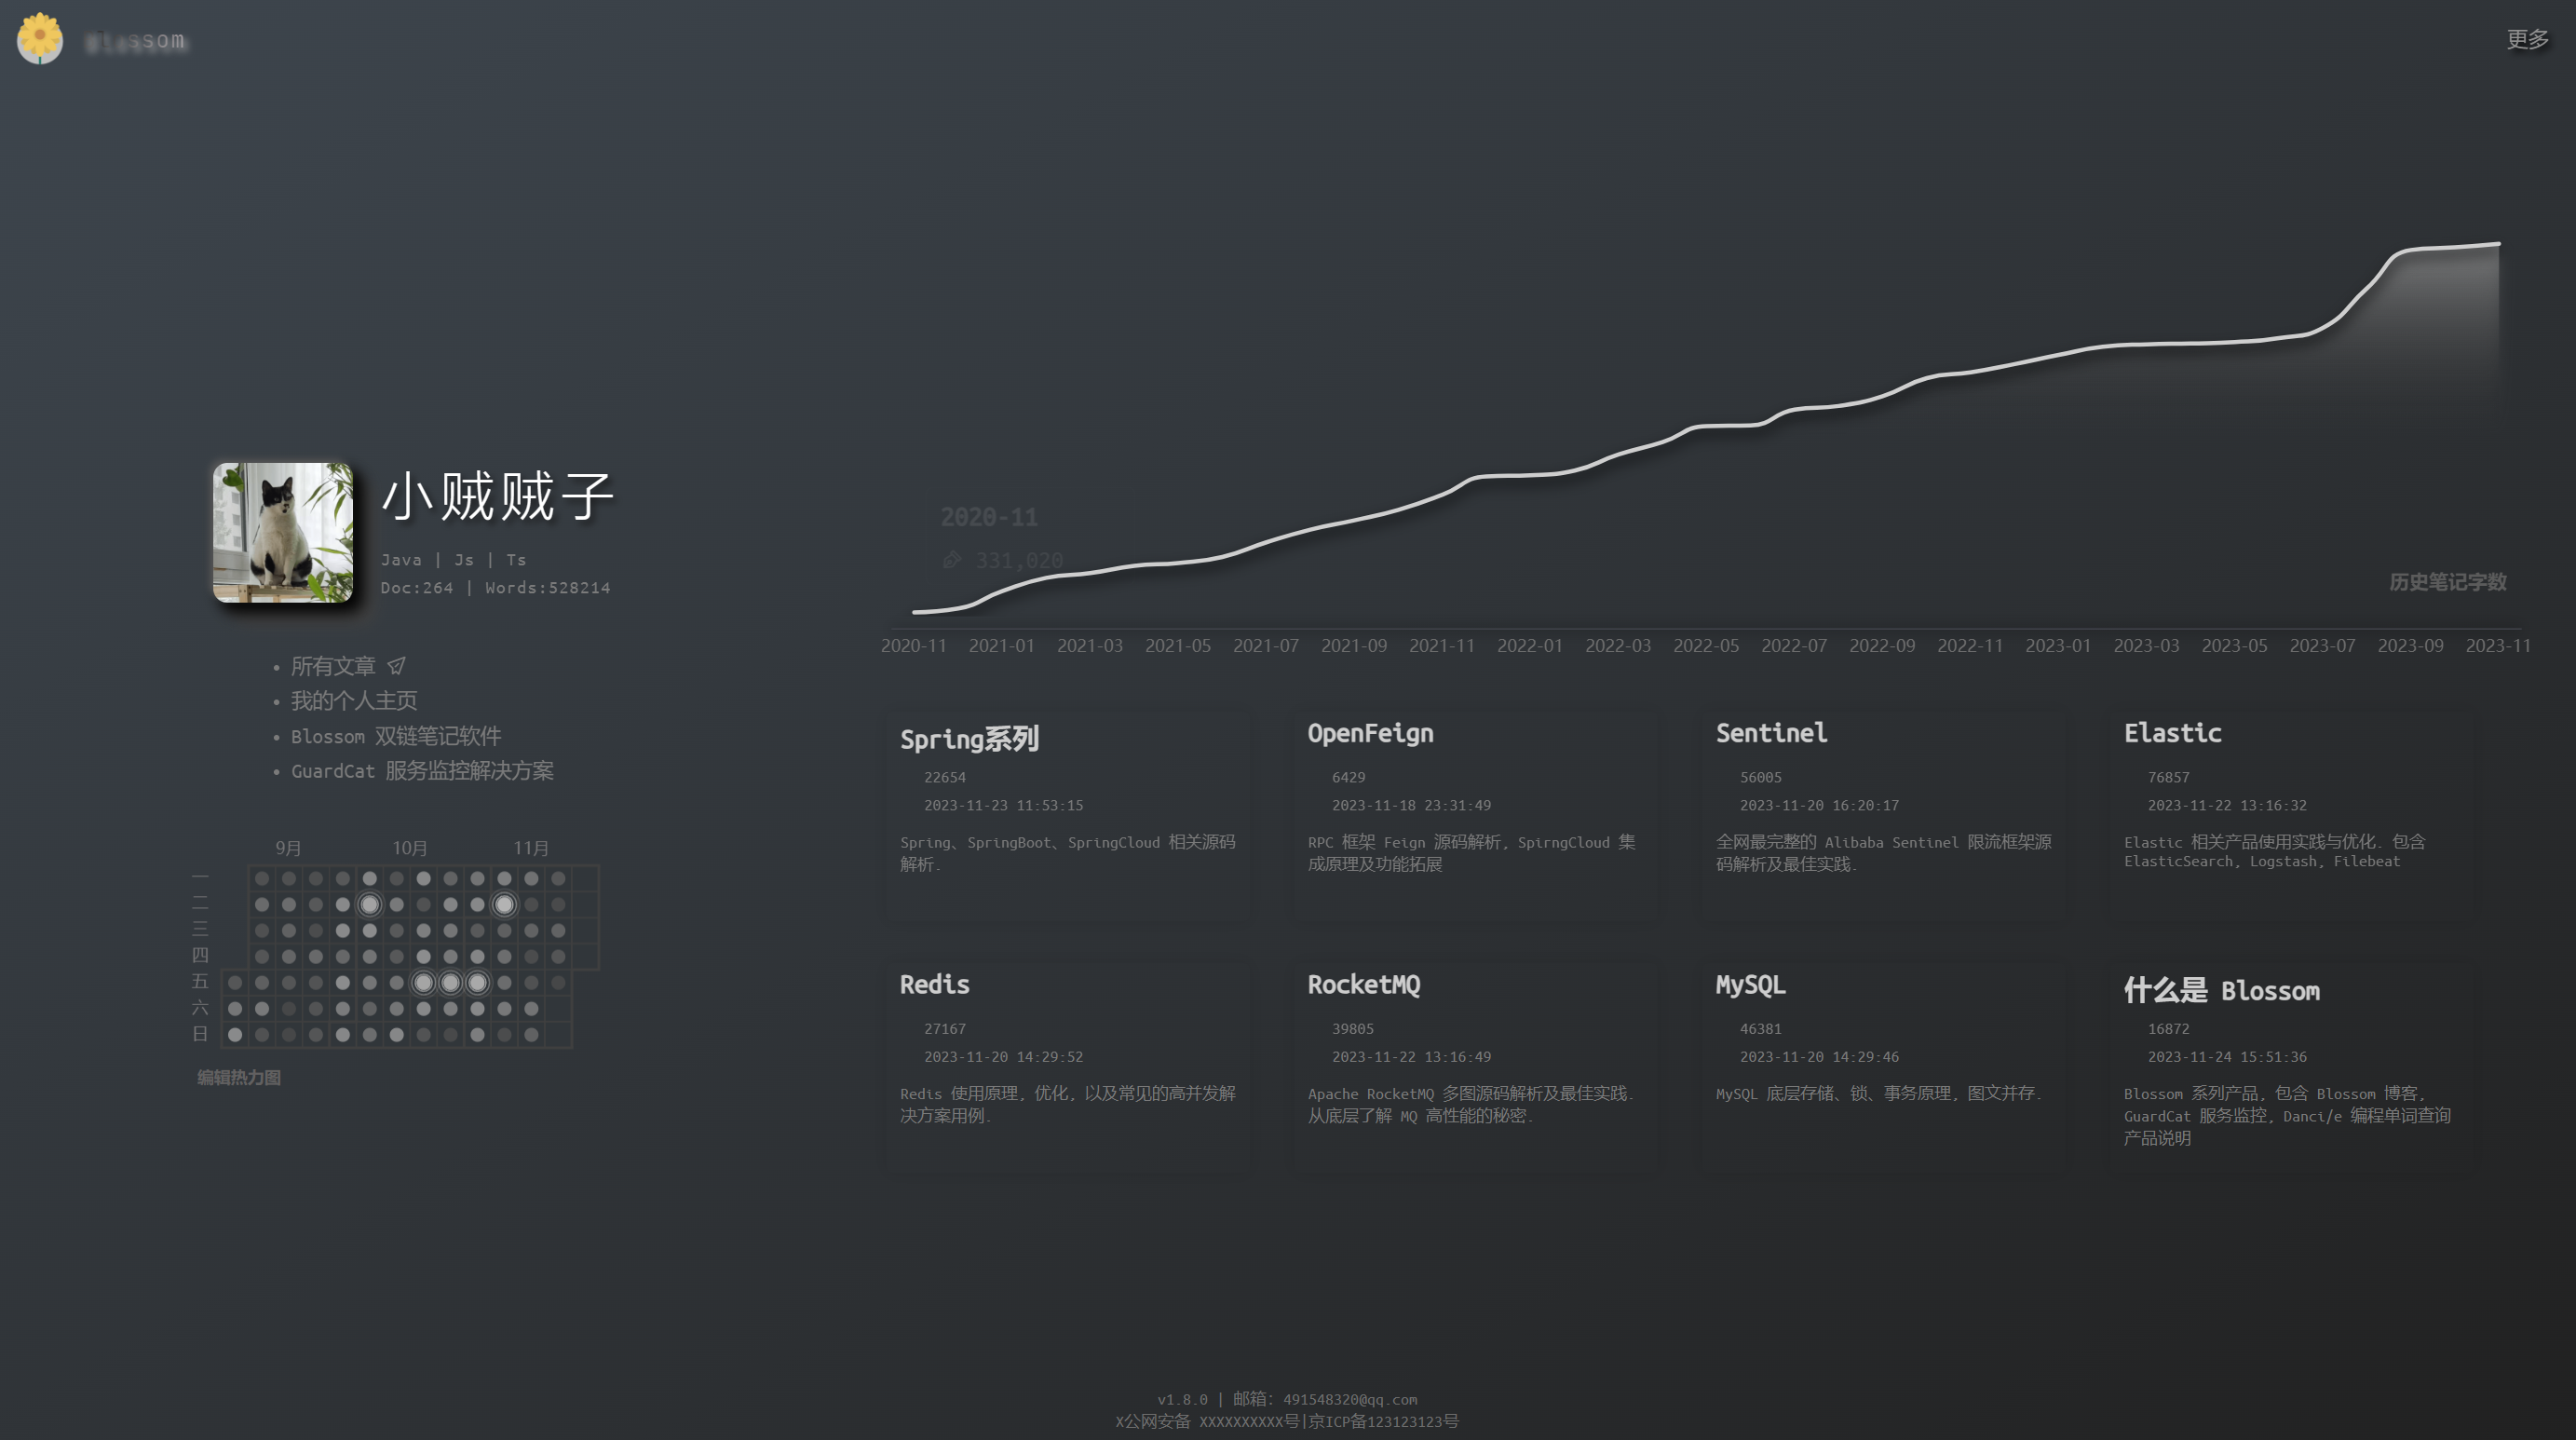 Blossom
更多
小贼贼子
Java | Js | Ts
Doc:264 | Words:528214
所有文章
我的个人主页
Blossom 双链笔记软件
GuardCat 服务监控解决方案
9月 10月 11月
一
二
三
四
五
六
日
编辑热力图
2020-11
331,020
历史笔记字数
2020-11 2021-01 2021-03 2021-05 2021-07 2021-09 2021-11 2022-01 2022-03 2022-05 2022-07 2022-09 2022-11 2023-01 2023-03 2023-05 2023-07 2023-09 2023-11
Spring系列
22654
2023-11-23 11:53:15
Spring、SpringBoot、SpringCloud 相关源码
解析.
OpenFeign
6429
2023-11-18 23:31:49
RPC 框架 Feign 源码解析, SpirngCloud 集
成原理及功能拓展
Sentinel
56005
2023-11-20 16:20:17
全网最完整的 Alibaba Sentinel 限流框架源
码解析及最佳实践.
Elastic
76857
2023-11-22 13:16:32
Elastic 相关产品使用实践与优化. 包含
ElasticSearch, Logstash, Filebeat
Redis
27167
2023-11-20 14:29:52
Redis 使用原理, 优化, 以及常见的高并发解
决方案用例.
RocketMQ
39805
2023-11-22 13:16:49
Apache RocketMQ 多图源码解析及最佳实践.
从底层了解 MQ 高性能的秘密.
MySQL
46381
2023-11-20 14:29:46
MySQL 底层存储、锁、事务原理, 图文并存.
什么是 Blossom
16872
2023-11-24 15:51:36
Blossom 系列产品, 包含 Blossom 博客,
GuardCat 服务监控, Danci/e 编程单词查询
产品说明
v1.8.0 | 邮箱: 491548320@qq.com
X公网安备 XXXXXXXXXX号|京ICP备123123123号